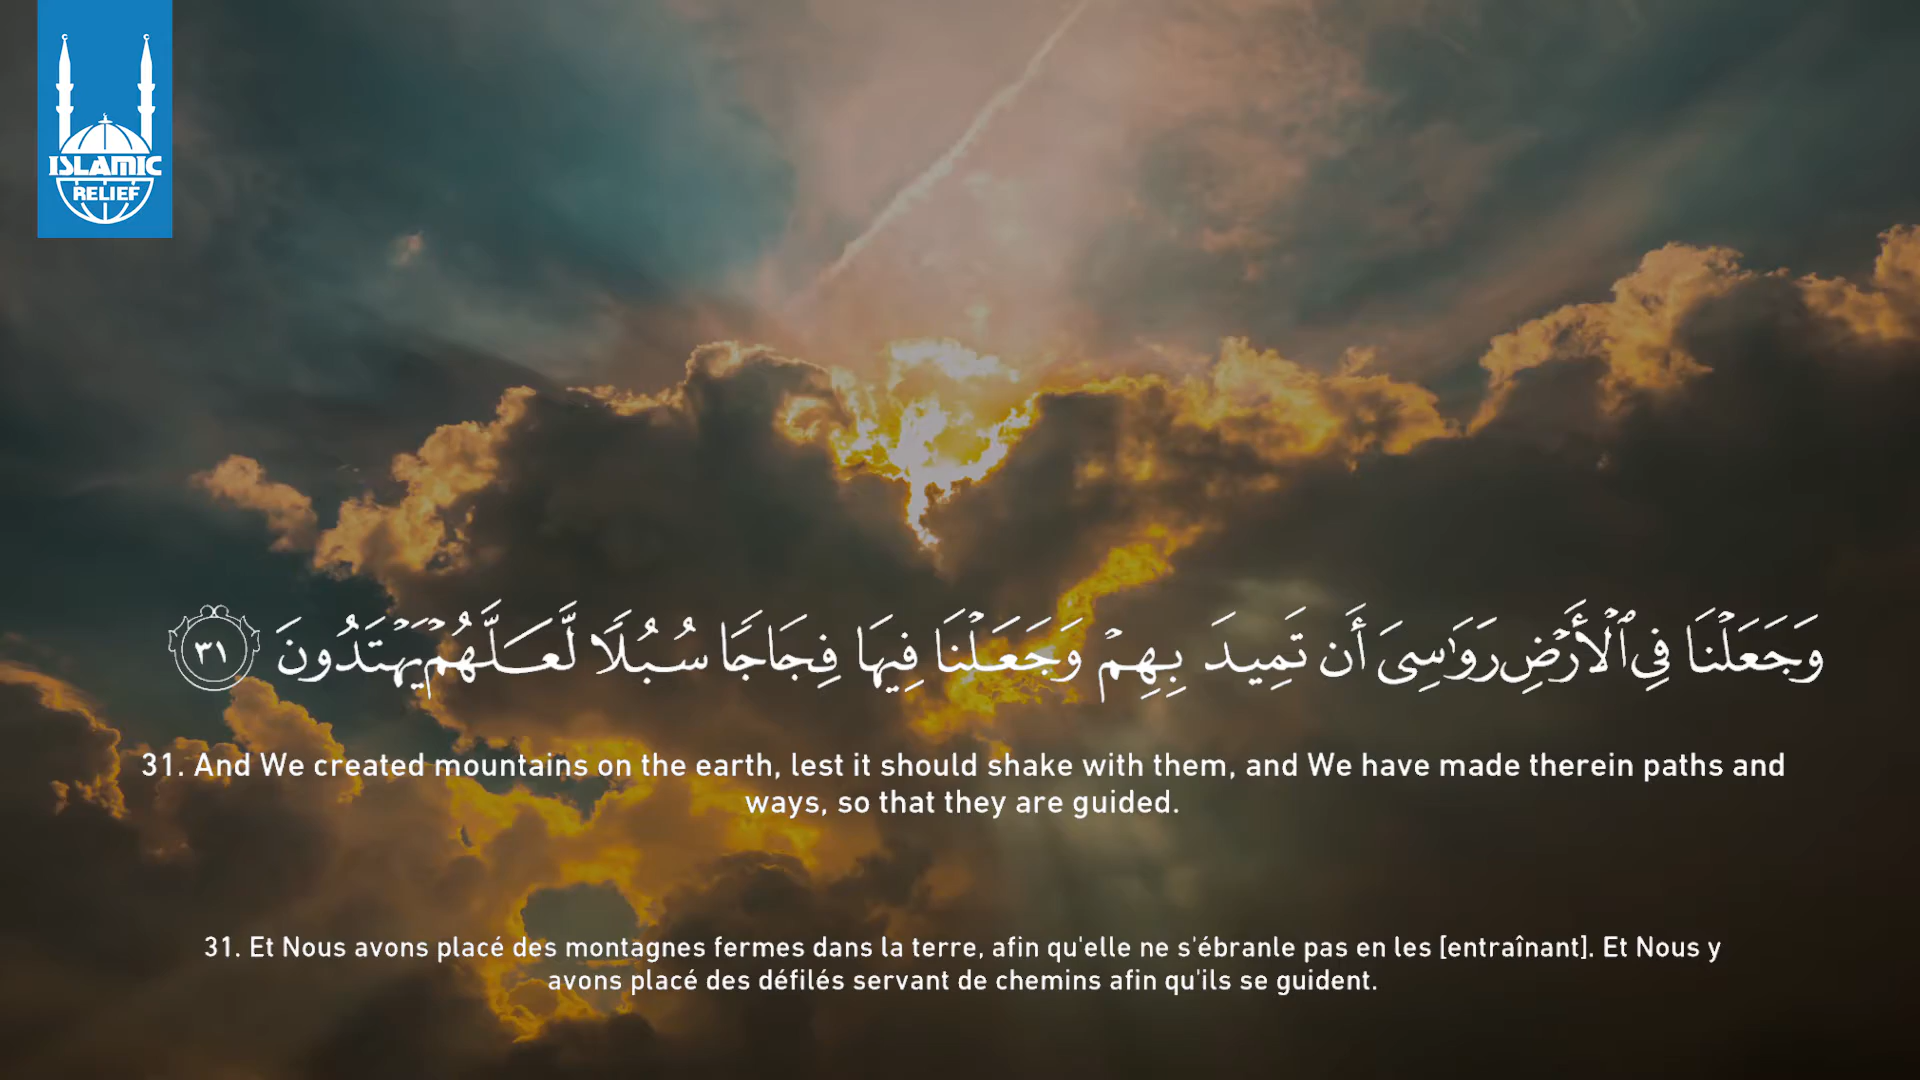 ISLAMIC
RELIEF
وَجَعَلْنَا فِي ٱلْأَرْضِ رَوَٰسِيَ أَن تَمِيدَ بِهِمْ وَجَعَلْنَا فِيهَا فِجَاجًا سُبُلًا لَّعَلَّهُمْ يَهْتَدُونَ ٣١
31. And We created mountains on the earth, lest it should shake with them, and We have made therein paths and
ways, so that they are guided.
31. Et Nous avons placé des montagnes fermes dans la terre, afin qu'elle ne s'ébranle pas en les [entraînant]. Et Nous y
avons placé des défilés servant de chemins afin qu'ils se guident.